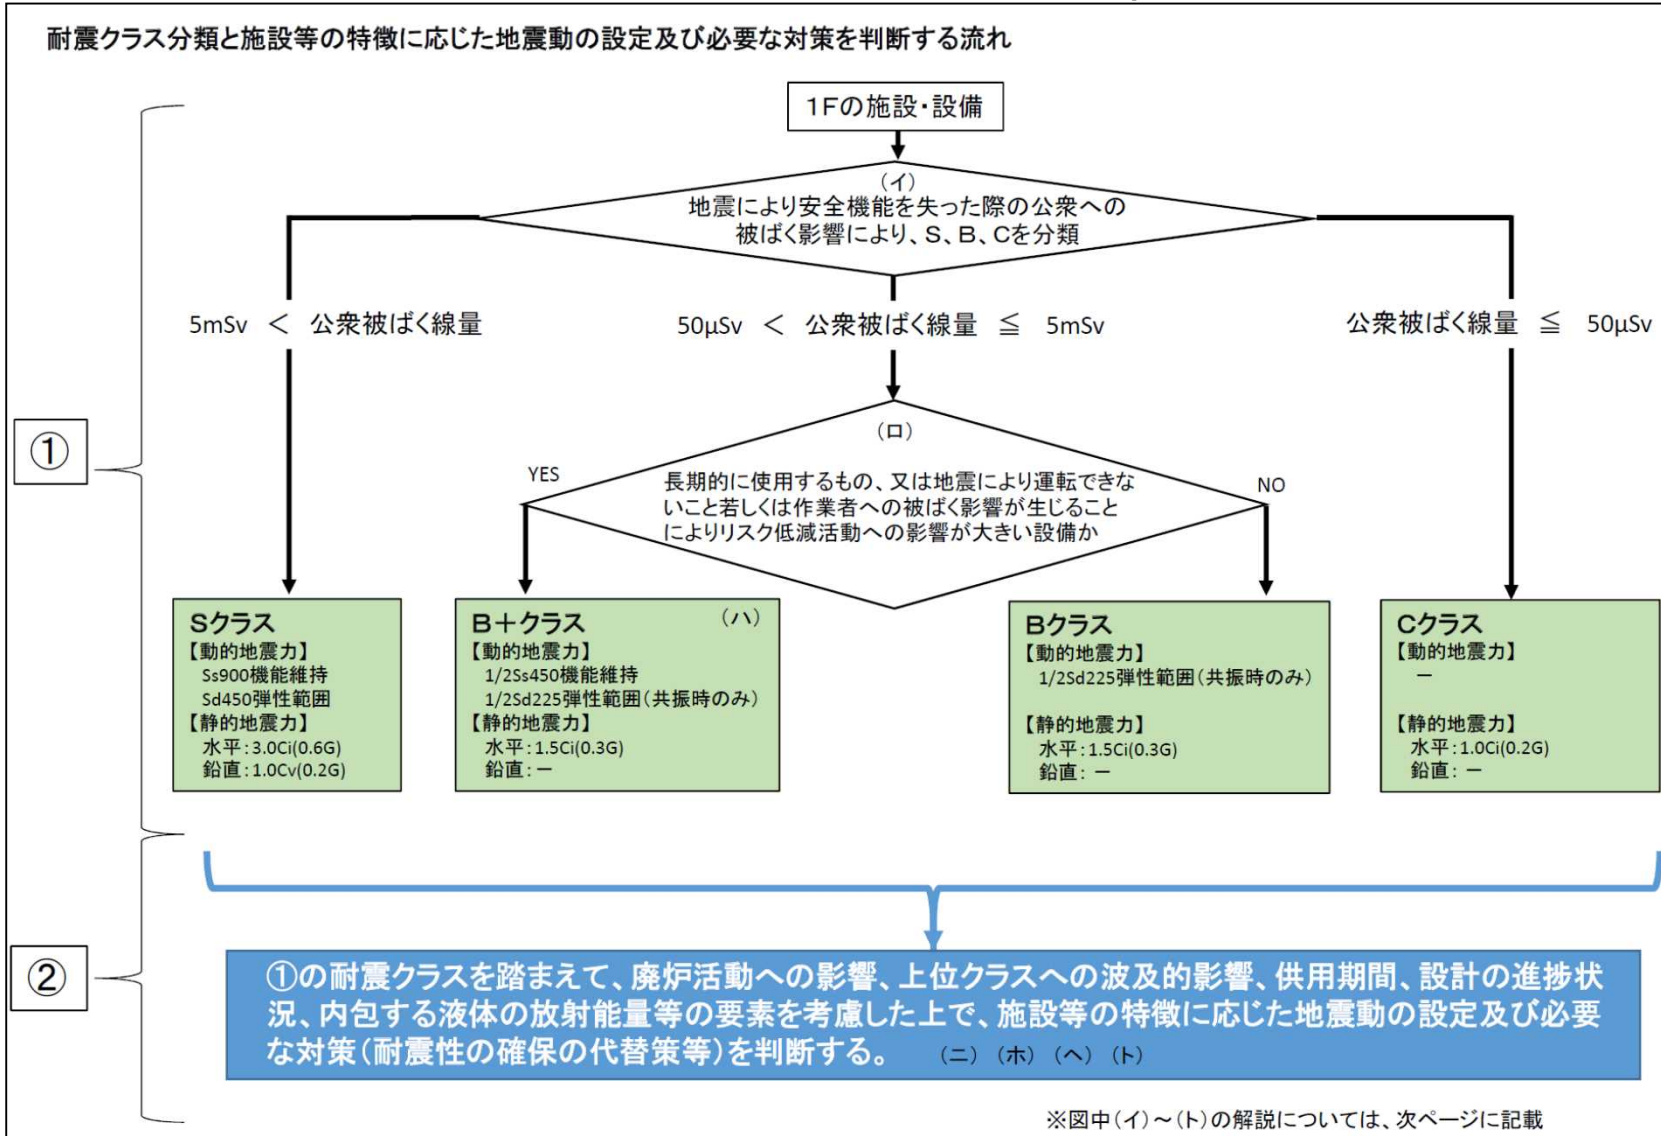 耐震クラス分類と施設等の特徴に応じた地震動の設定及び必要な対策を判断する流れ
1Fの施設・設備
(イ)
地震により安全機能を失った際の公衆への
被ばく影響により、S、B、Cを分類
5mSv < 公衆被ばく線量
50μSv < 公衆被ばく線量 ≦ 5mSv
公衆被ばく線量 ≦ 50μSv
①
(ロ)
YES
NO
長期的に使用するもの、又は地震により運転できな
いこと若しくは作業者への被ばく影響が生じること
によりリスク低減活動への影響が大きい設備か
Sクラス
【動的地震力】
Ss900機能維持
Sd450弾性範囲
【静的地震力】
水平:3.0Ci(0.6G)
鉛直:1.0Cv(0.2G)
B+クラス (ハ)
【動的地震力】
1/2Ss450機能維持
1/2Sd225弾性範囲(共振時のみ)
【静的地震力】
水平:1.5Ci(0.3G)
鉛直:ー
Bクラス
【動的地震力】
1/2Sd225弾性範囲(共振時のみ)
【静的地震力】
水平:1.5Ci(0.3G)
鉛直:ー
Cクラス
【動的地震力】
ー
【静的地震力】
水平:1.0Ci(0.2G)
鉛直:ー
②
①の耐震クラスを踏まえて、廃炉活動への影響、上位クラスへの波及的影響、供用期間、設計の進捗状
況、内包する液体の放射能量等の要素を考慮した上で、施設等の特徴に応じた地震動の設定及び必要
な対策(耐震性の確保の代替策等)を判断する。 (ニ) (ホ) (ヘ) (ト)
※図中(イ)~(ト)の解説については、次ページに記載